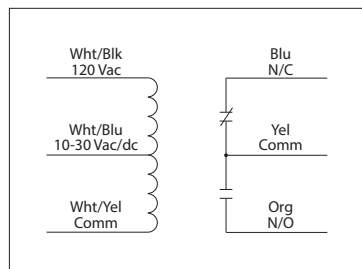 Wht/Blk
120 Vac
Wht/Blu
10-30 Vac/dc
Wht/Yel
Comm
Blu
N/C
Yel
Comm
Org
N/O